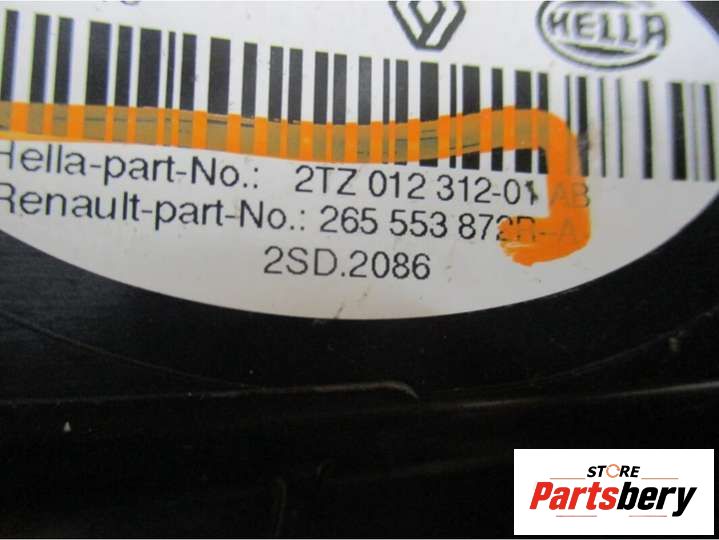 HELLA
Hella-part-No.: 2TZ 012 312-01 AB
Renault-part-No.: 265 553 872R--A
2SD.2086
STORE
Partsbery